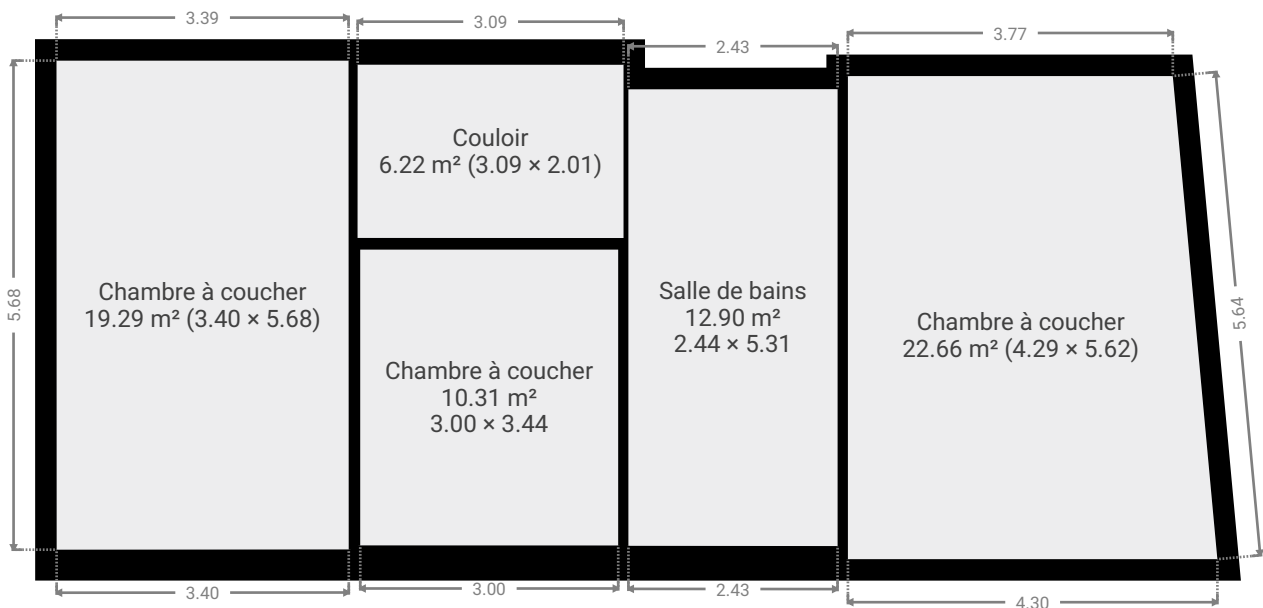 3.39
3.09
2.43
3.77
Couloir
6.22 m² (3.09 × 2.01)
5.68
Chambre à coucher
19.29 m² (3.40 × 5.68)
Salle de bains
12.90 m²
2.44 × 5.31
Chambre à coucher
22.66 m² (4.29 × 5.62)
5.64
Chambre à coucher
10.31 m²
3.00 × 3.44
3.40
3.00
2.43
4.30